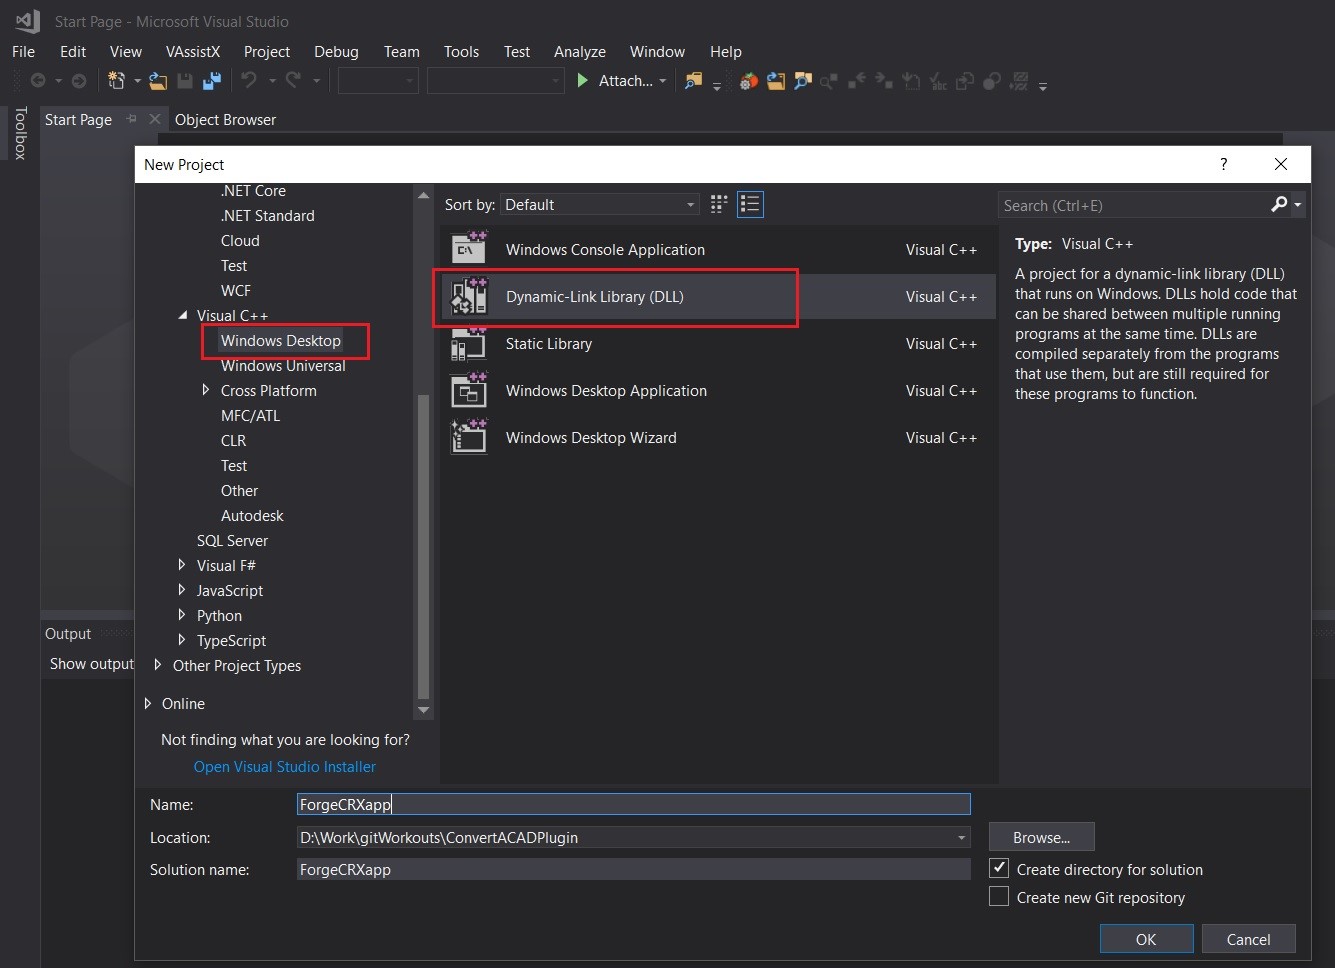 Start Page - Microsoft Visual Studio
File Edit View VAssistX Project Debug Team Tools Test Analyze Window Help
Attach...
Toolbox
Start Page Object Browser
New Project ?
.NET Core
.NET Standard
Cloud
Test
WCF
Visual C++
Windows Desktop
Windows Universal
Cross Platform
MFC/ATL
CLR
Test
Other
Autodesk
SQL Server
Visual F#
JavaScript
Python
TypeScript
Other Project Types
Online
Not finding what you are looking for?
Open Visual Studio Installer
Sort by: Default
Windows Console Application Visual C++
Dynamic-Link Library (DLL) Visual C++
Static Library Visual C++
Windows Desktop Application Visual C++
Windows Desktop Wizard Visual C++
Search (Ctrl+E)
Type: Visual C++
A project for a dynamic-link library (DLL)
that runs on Windows. DLLs hold code that
can be shared between multiple running
programs at the same time. DLLs are
compiled separately from the programs
that use them, but are still required for
these programs to function.
Output
Show output
Name: ForgeCRXapp
Location: D:\Work\gitWorkouts\ConvertACADPlugin Browse...
Solution name: ForgeCRXapp
Create directory for solution
Create new Git repository
OK Cancel